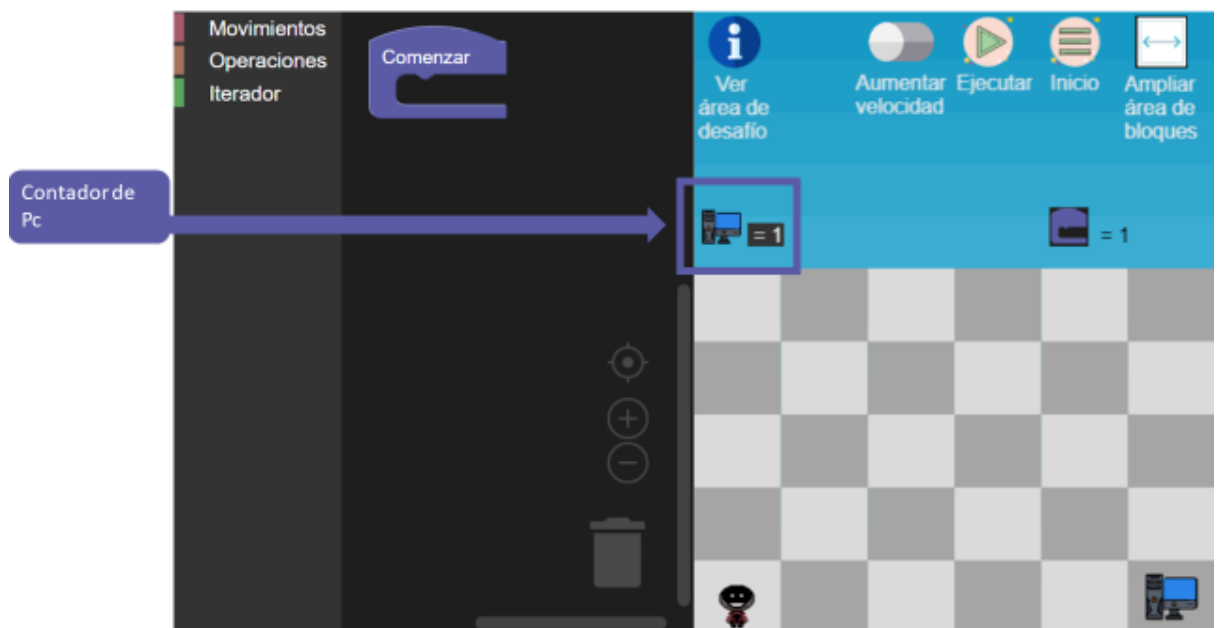 Movimientos
Operaciones
Iterador
Comenzar
Ver
área de
desafío
Aumentar
velocidad
Ejecutar
Inicio
Ampliar
área de
bloques
Contador de
Pc
= 1
= 1